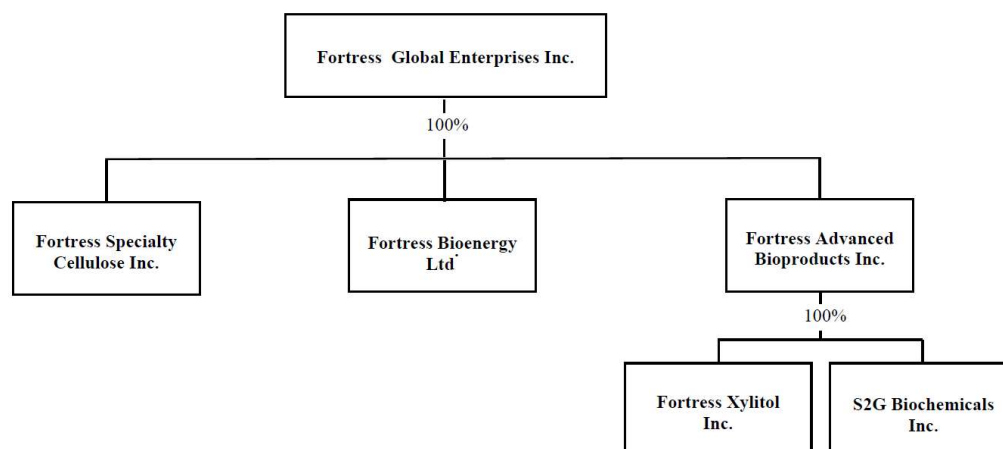 Fortress Global Enterprises Inc.
100%
Fortress Specialty
Cellulose Inc.
Fortress Bioenergy
Ltd.
Fortress Advanced
Bioproducts Inc.
100%
Fortress Xylitol
Inc.
S2G Biochemicals
Inc.